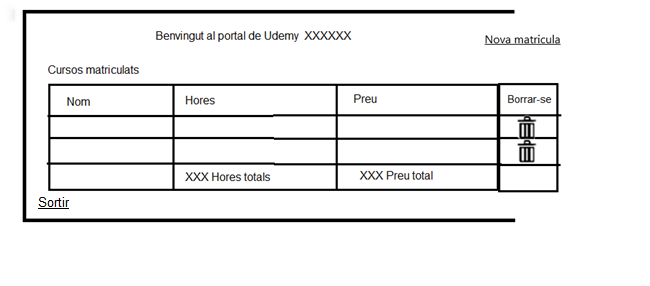 Benvingut al portal de Udemy XXXXXX
Nova matricula
Cursos matriculats
Nom Hores Preu Borrar-se
XXX Hores totals XXX Preu total
Sortir